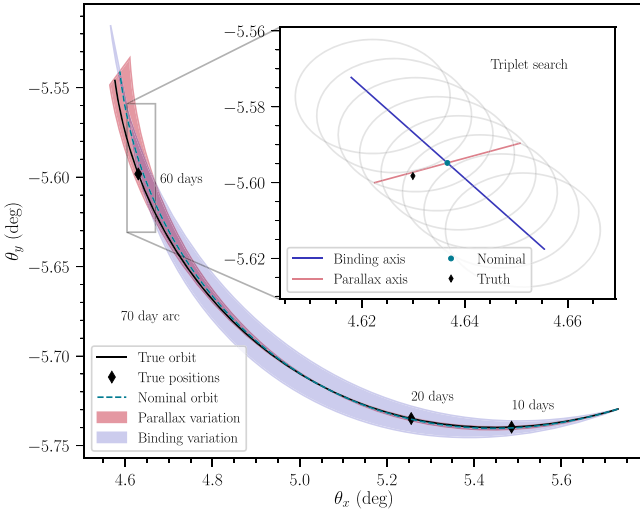 −5.56
−5.58
−5.60
−5.62
4.62
4.64
4.66
Triplet search
Binding axis
Parallax axis
Nominal
Truth
−5.55
−5.60
−5.65
−5.70
−5.75
θy (deg)
60 days
70 day arc
20 days
10 days
True orbit
True positions
Nominal orbit
Parallax variation
Binding variation
4.6
4.8
5.0
5.2
5.4
5.6
θx (deg)